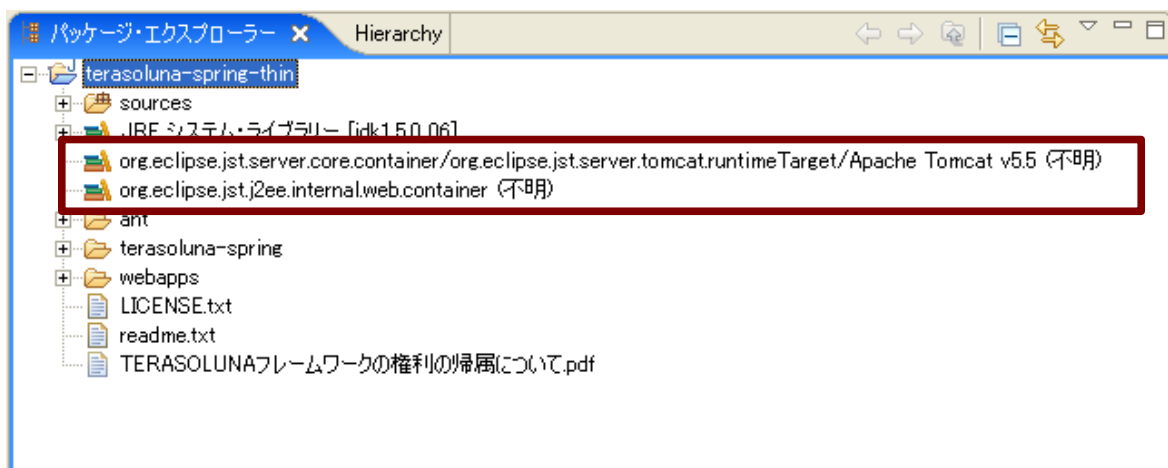 パッケージ・エクスプローラー Hierarchy
terasoluna-spring-thin
sources
JRE システム・ライブラリー [jdk1.5.0_06]
org.eclipse.jst.server.core.container/org.eclipse.jst.server.tomcat.runtimeTarget/Apache Tomcat v5.5 (不明)
org.eclipse.jst.j2ee.internal.web.container (不明)
ant
terasoluna-spring
webapps
LICENSE.txt
readme.txt
TERASOLUNAフレームワークの権利の帰属について.pdf